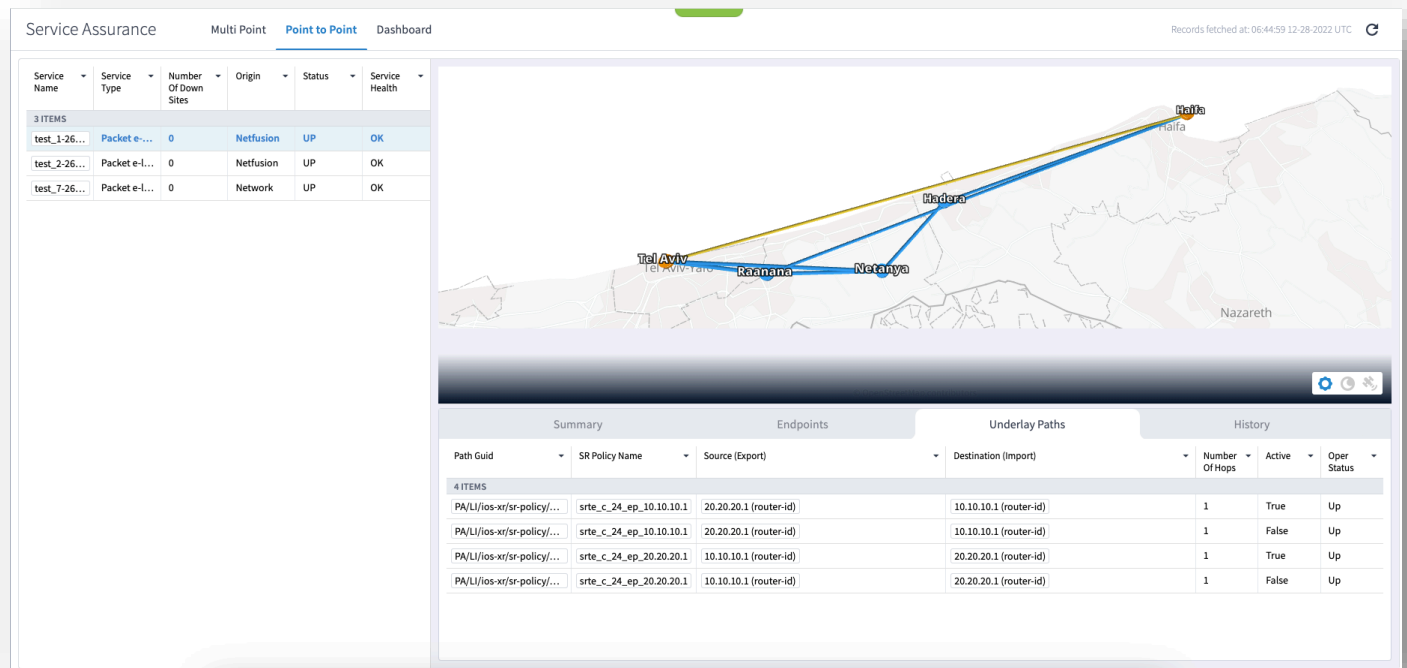 Service Assurance Multi Point Point to Point Dashboard Records fetched at: 06:44:59 12-28-2022 UTC
Service Name Service Type Number Of Down Sites Origin Status Service Health
3 ITEMS
test_1-26... Packet e-... 0 Netfusion UP OK
test_2-26... Packet e-l... 0 Netfusion UP OK
test_7-26... Packet e-l... 0 Network UP OK
Haifa
Haifa
Hadera
Tel Aviv
Tel Aviv-Yafo
Raanana
Netanya
Nazareth
Summary Endpoints Underlay Paths History
Path Guid SR Policy Name Source (Export) Destination (Import) Number Of Hops Active Oper Status
4 ITEMS
PA/LI/ios-xr/sr-policy/... srte_c_24_ep_10.10.10.1 20.20.20.1 (router-id) 10.10.10.1 (router-id) 1 True Up
PA/LI/ios-xr/sr-policy/... srte_c_24_ep_10.10.10.1 20.20.20.1 (router-id) 10.10.10.1 (router-id) 1 False Up
PA/LI/ios-xr/sr-policy/... srte_c_24_ep_20.20.20.1 10.10.10.1 (router-id) 20.20.20.1 (router-id) 1 True Up
PA/LI/ios-xr/sr-policy/... srte_c_24_ep_20.20.20.1 10.10.10.1 (router-id) 20.20.20.1 (router-id) 1 False Up